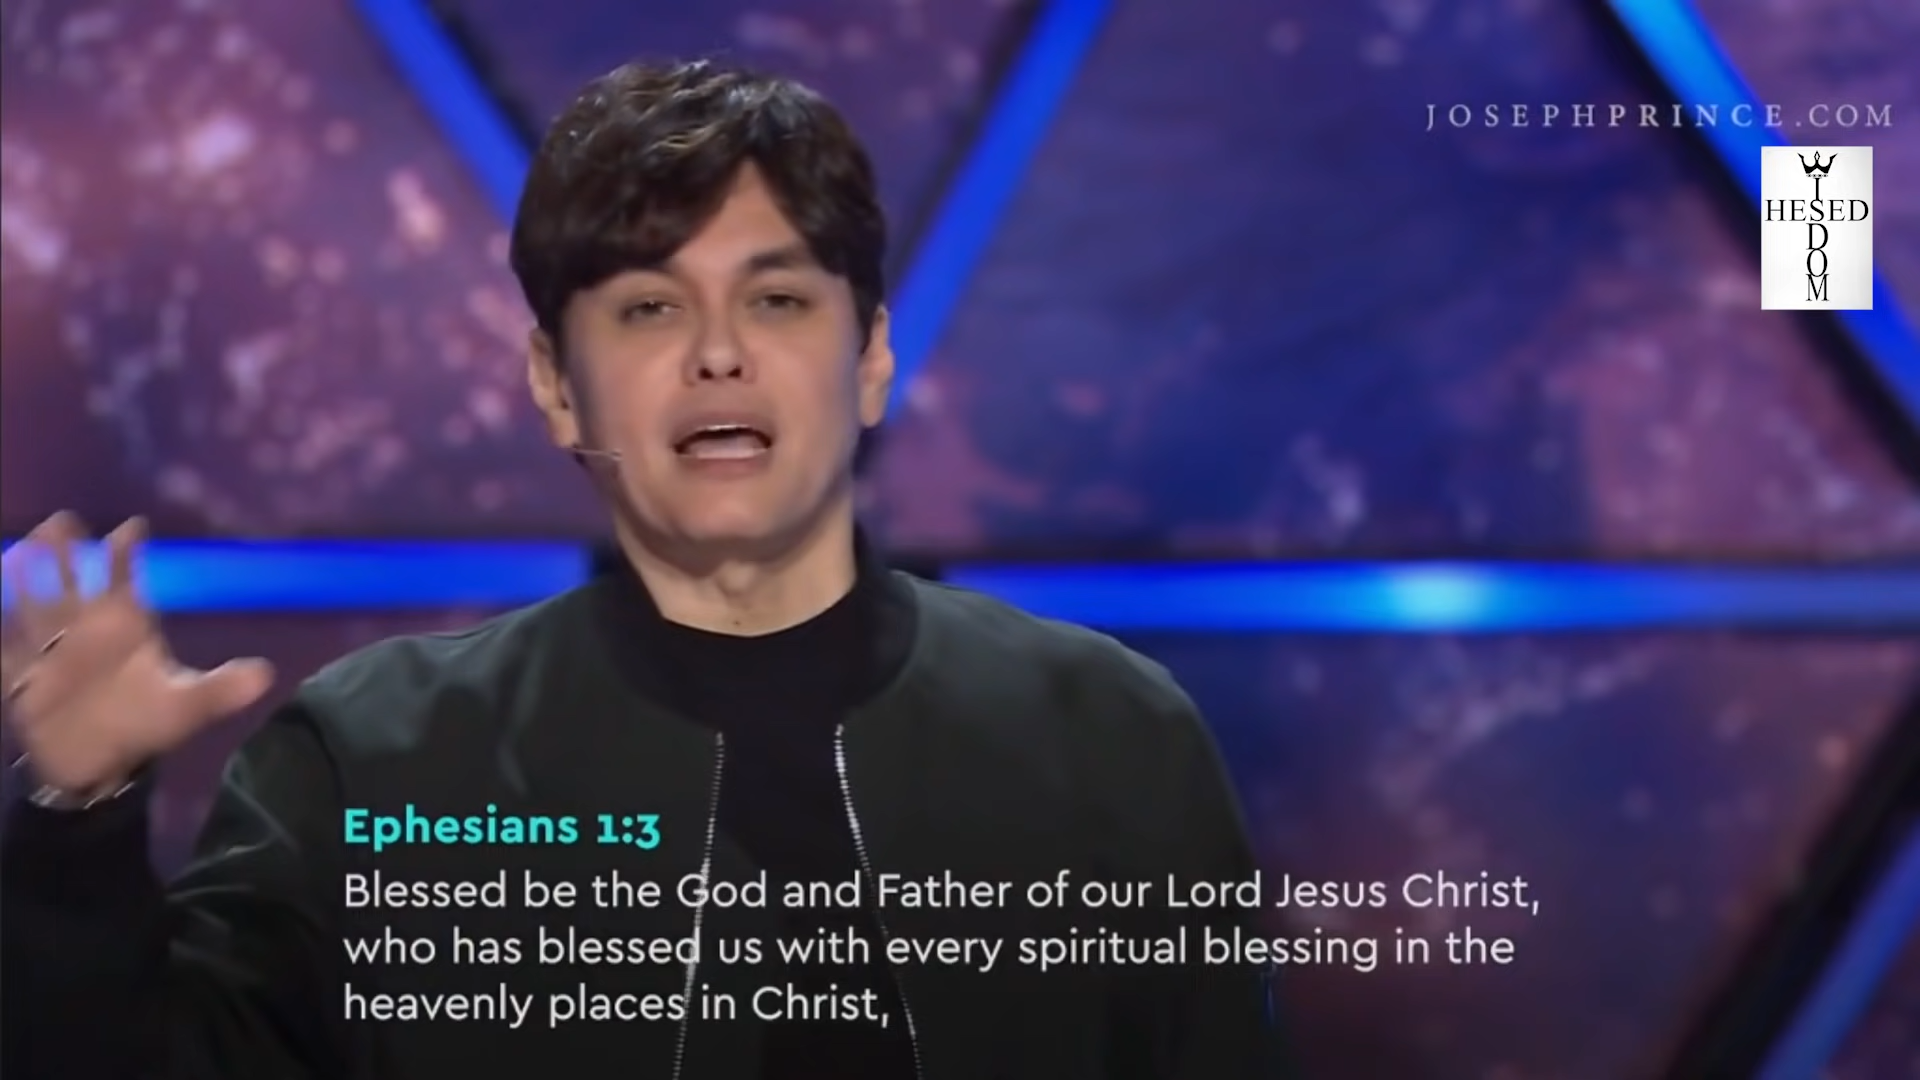 JOSEPHPRINCE.COM
HESED
WISDOM
Ephesians 1:3
Blessed be the God and Father of our Lord Jesus Christ,
who has blessed us with every spiritual blessing in the
heavenly places in Christ,